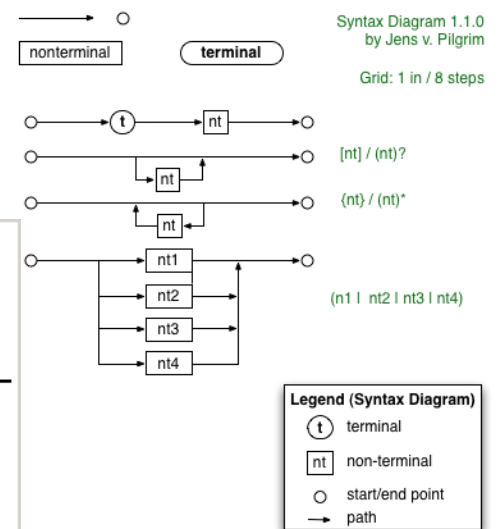 Syntax Diagram 1.1.0
by Jens v. Pilgrim
nonterminal
terminal
Grid: 1 in / 8 steps
t
nt
[nt] / (nt)?
nt
{nt} / (nt)*
nt
nt1
nt2
(n1 | nt2 | nt3 | nt4)
nt3
nt4
Legend (Syntax Diagram)
t terminal
nt non-terminal
start/end point
path